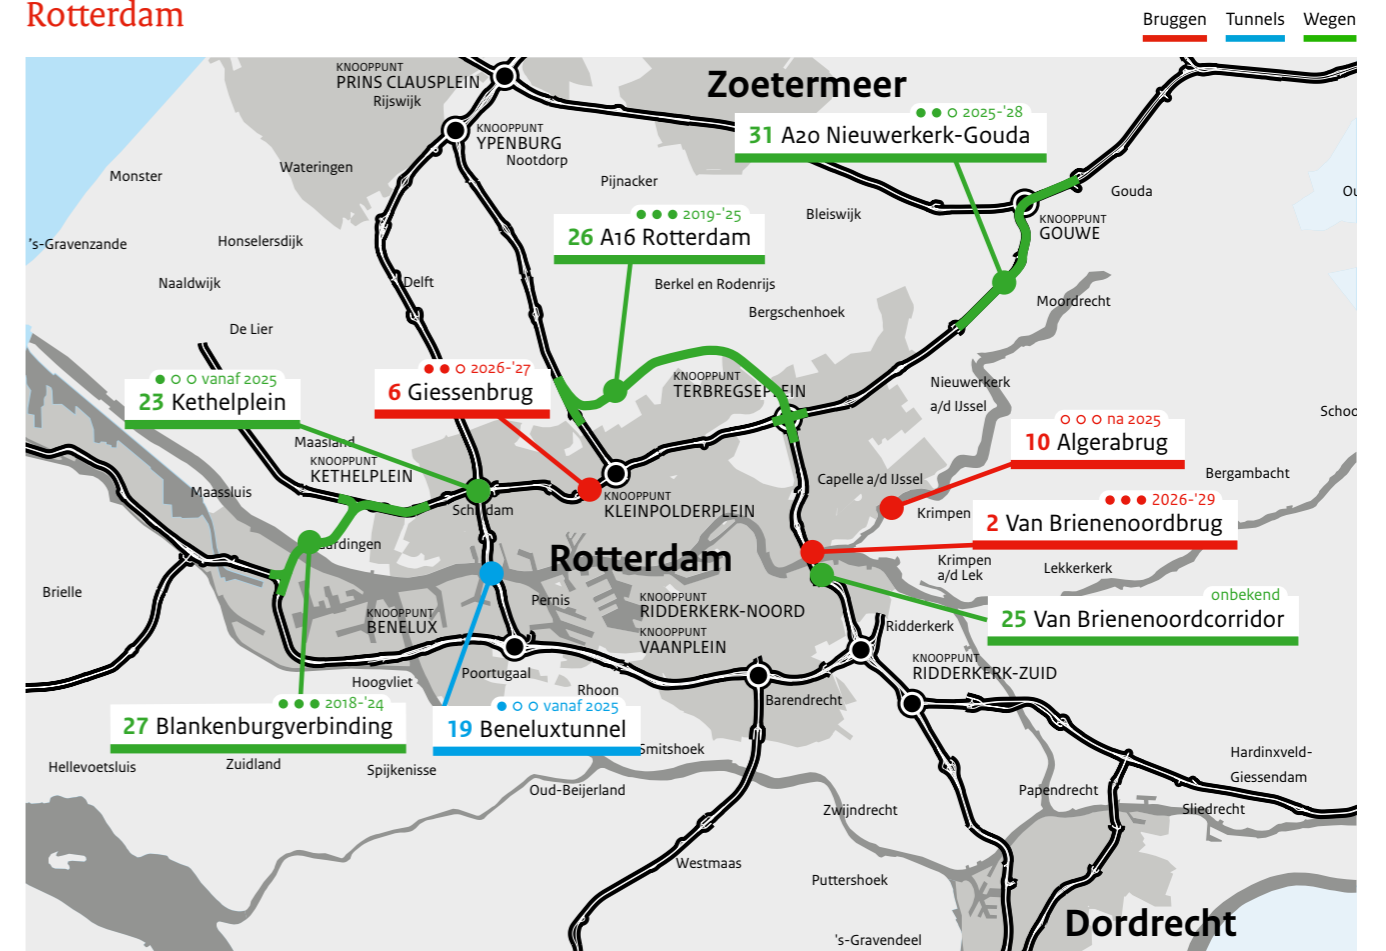 Rotterdam
Bruggen
Tunnels
Wegen
KNOOPPUNT
PRINS CLAUSPLEIN
Rijswijk
Zoetermeer
2025-'28
31 A20 Nieuwerkerk-Gouda
KNOOPPUNT
YPENBURG
Nootdorp
Wateringen
Monster
Pijnacker
Gouda
2019-'25
26 A16 Rotterdam
Bleiswijk
KNOOPPUNT
GOUWE
's-Gravenzande
Honselersdijk
Naaldwijk
Delft
Berkel en Rodenrijs
Moordrecht
Bergschenhoek
De Lier
vanaf 2025
23 Kethelplein
2026-'27
6 Giessenbrug
KNOOPPUNT
TERBREGSEPLEIN
Nieuwerkerk
a/d IJssel
na 2025
10 Algerabrug
Maasland
KNOOPPUNT
KETHELPLEIN
Maassluis
Capelle a/d IJssel
Bergambacht
KNOOPPUNT
KLEINPOLDERPLEIN
Krimpen
2026-'29
2 Van Brienenoordbrug
Rotterdam
Krimpen
a/d Lek
Lekkerkerk
Brielle
Pernis
KNOOPPUNT
BENELUX
KNOOPPUNT
RIDDERKERK-NOORD
KNOOPPUNT
VAANPLEIN
onbekend
25 Van Brienenoordcorridor
Ridderkerk
KNOOPPUNT
RIDDERKERK-ZUID
Poortugaal
Hoogvliet
Rhoon
Barendrecht
2018-'24
27 Blankenburgverbinding
vanaf 2025
19 Beneluxtunnel
Smitshoek
Hellevoetsluis
Zuidland
Spijkenisse
Oud-Beijerland
Hardinxveld-
Giessendam
Papendrecht
Sliedrecht
Zwijndrecht
Westmaas
Puttershoek
Dordrecht
's-Gravendeel